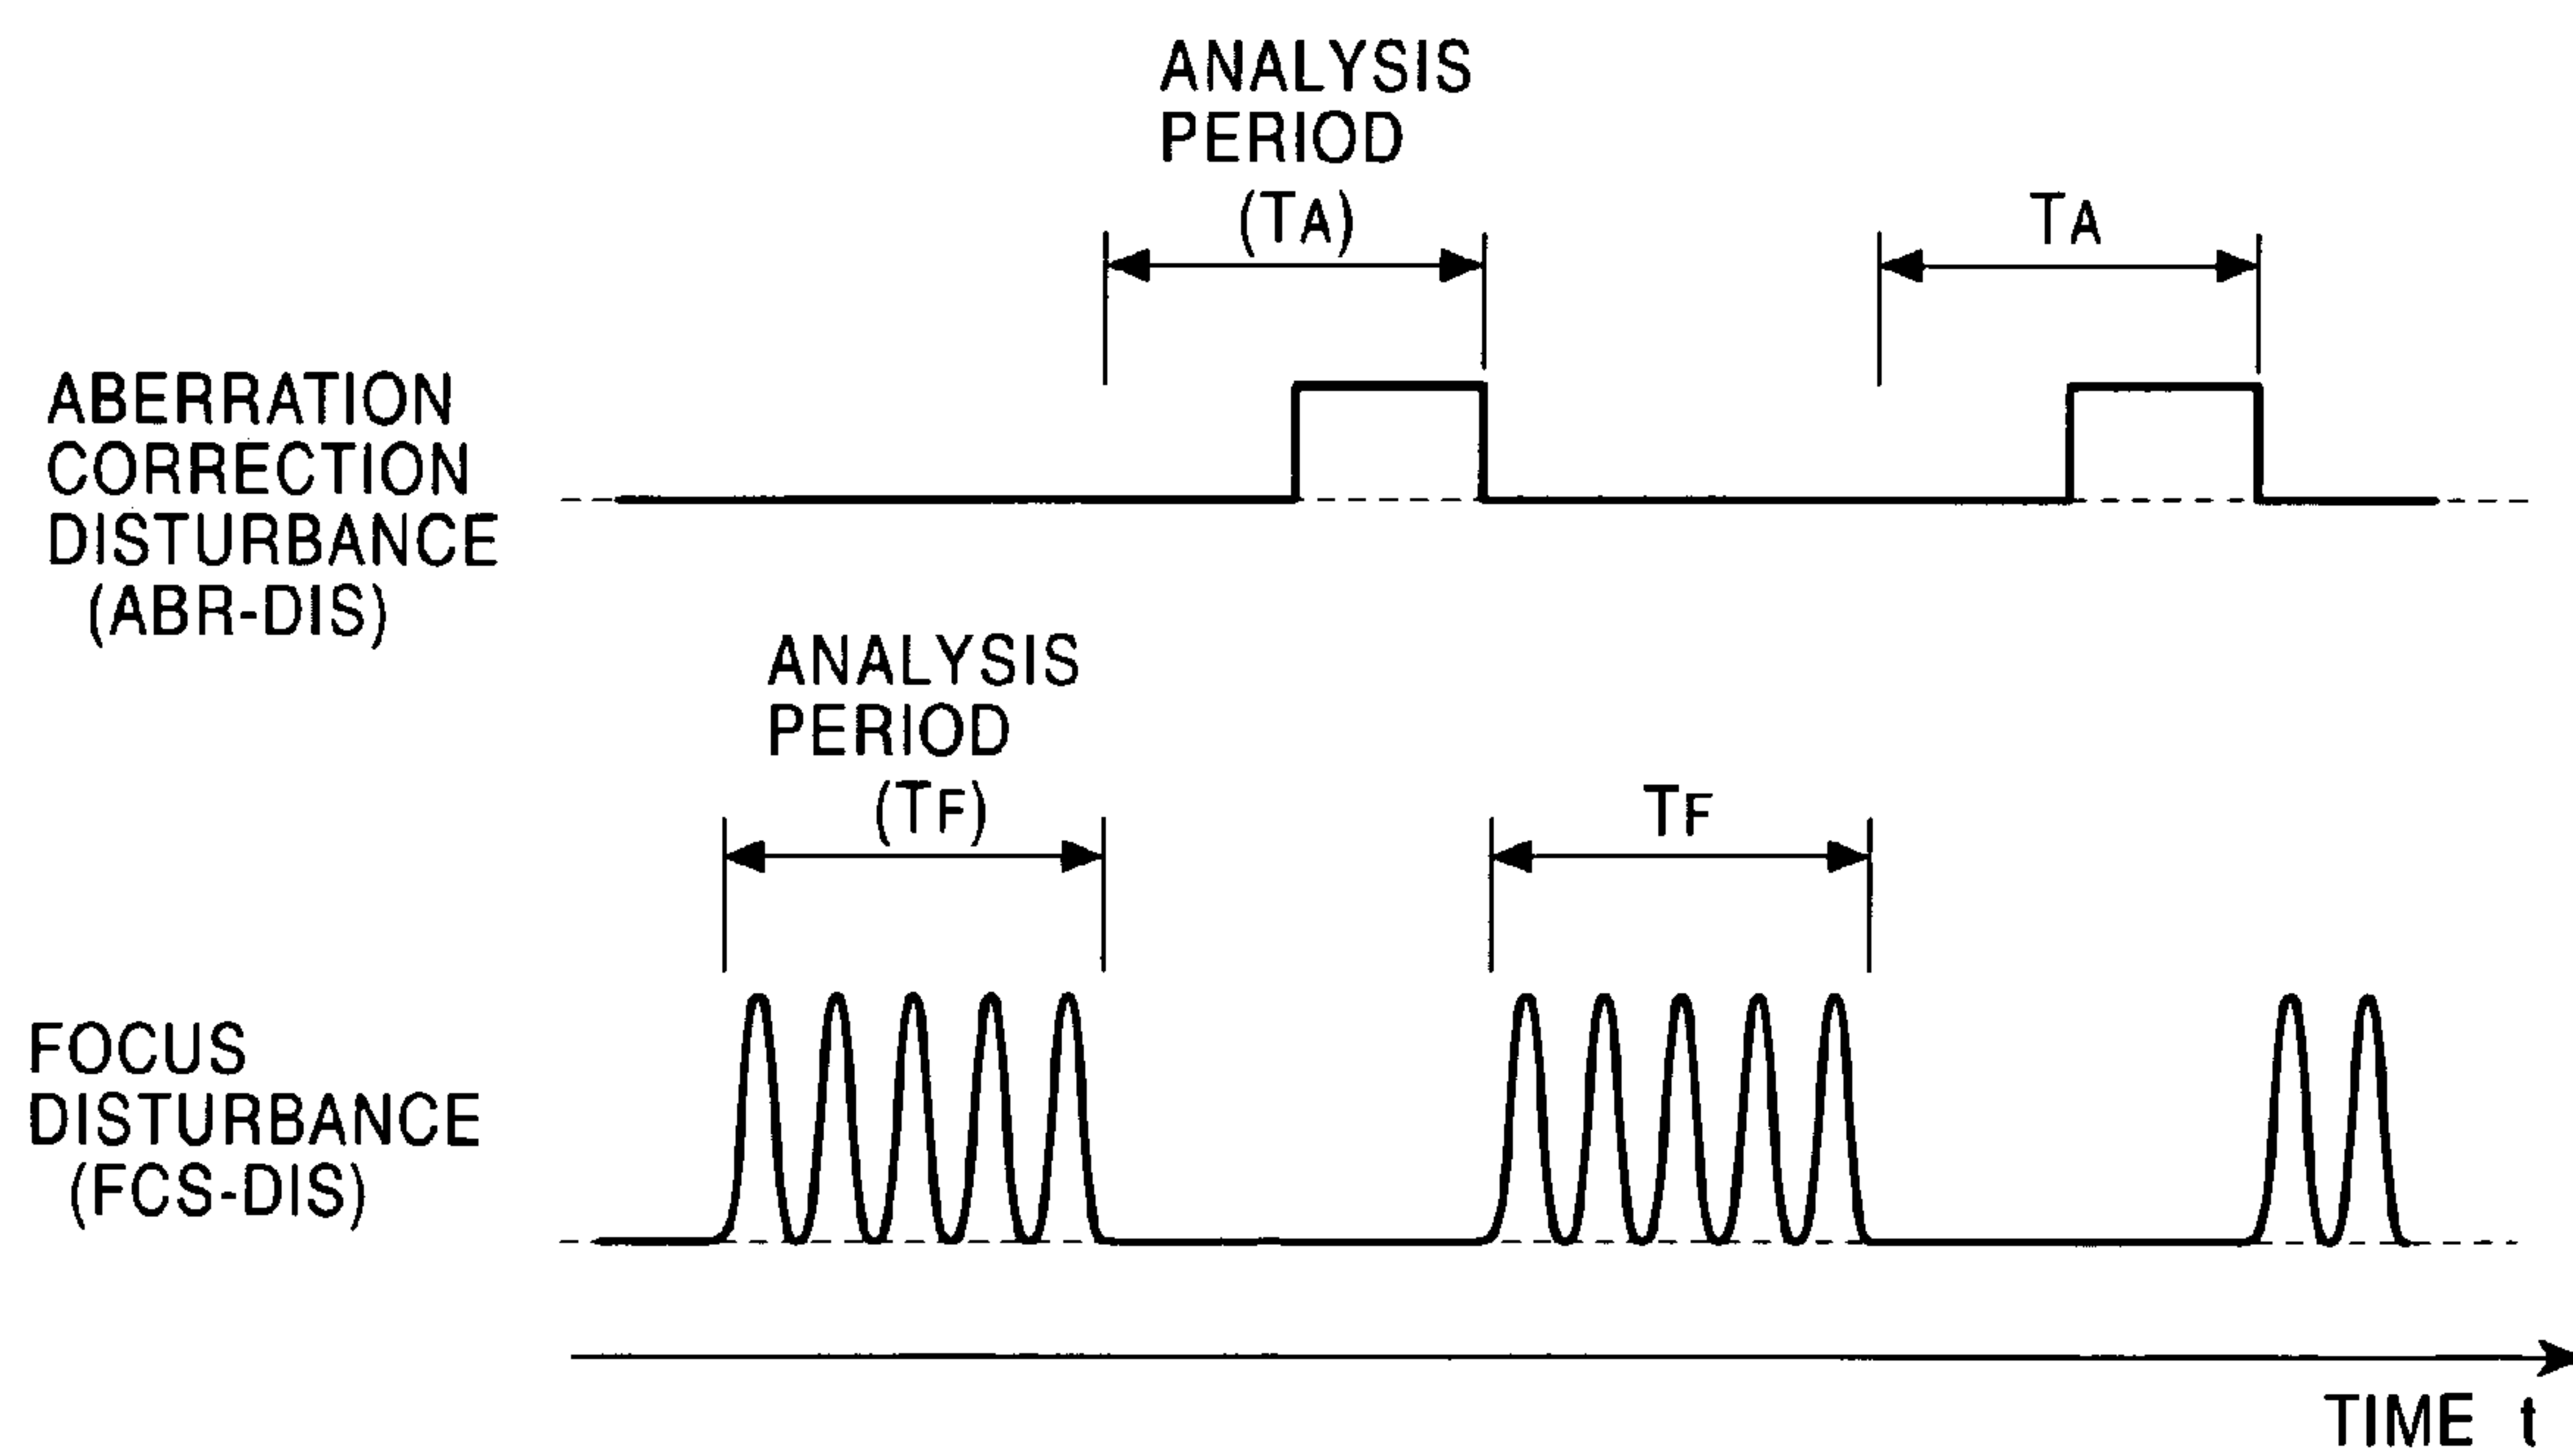 ANALYSIS
PERIOD
(TA)
TA
ABERRATION
CORRECTION
DISTURBANCE
(ABR-DIS)
ANALYSIS
PERIOD
(TF)
TF
FOCUS
DISTURBANCE
(FCS-DIS)
TIME t